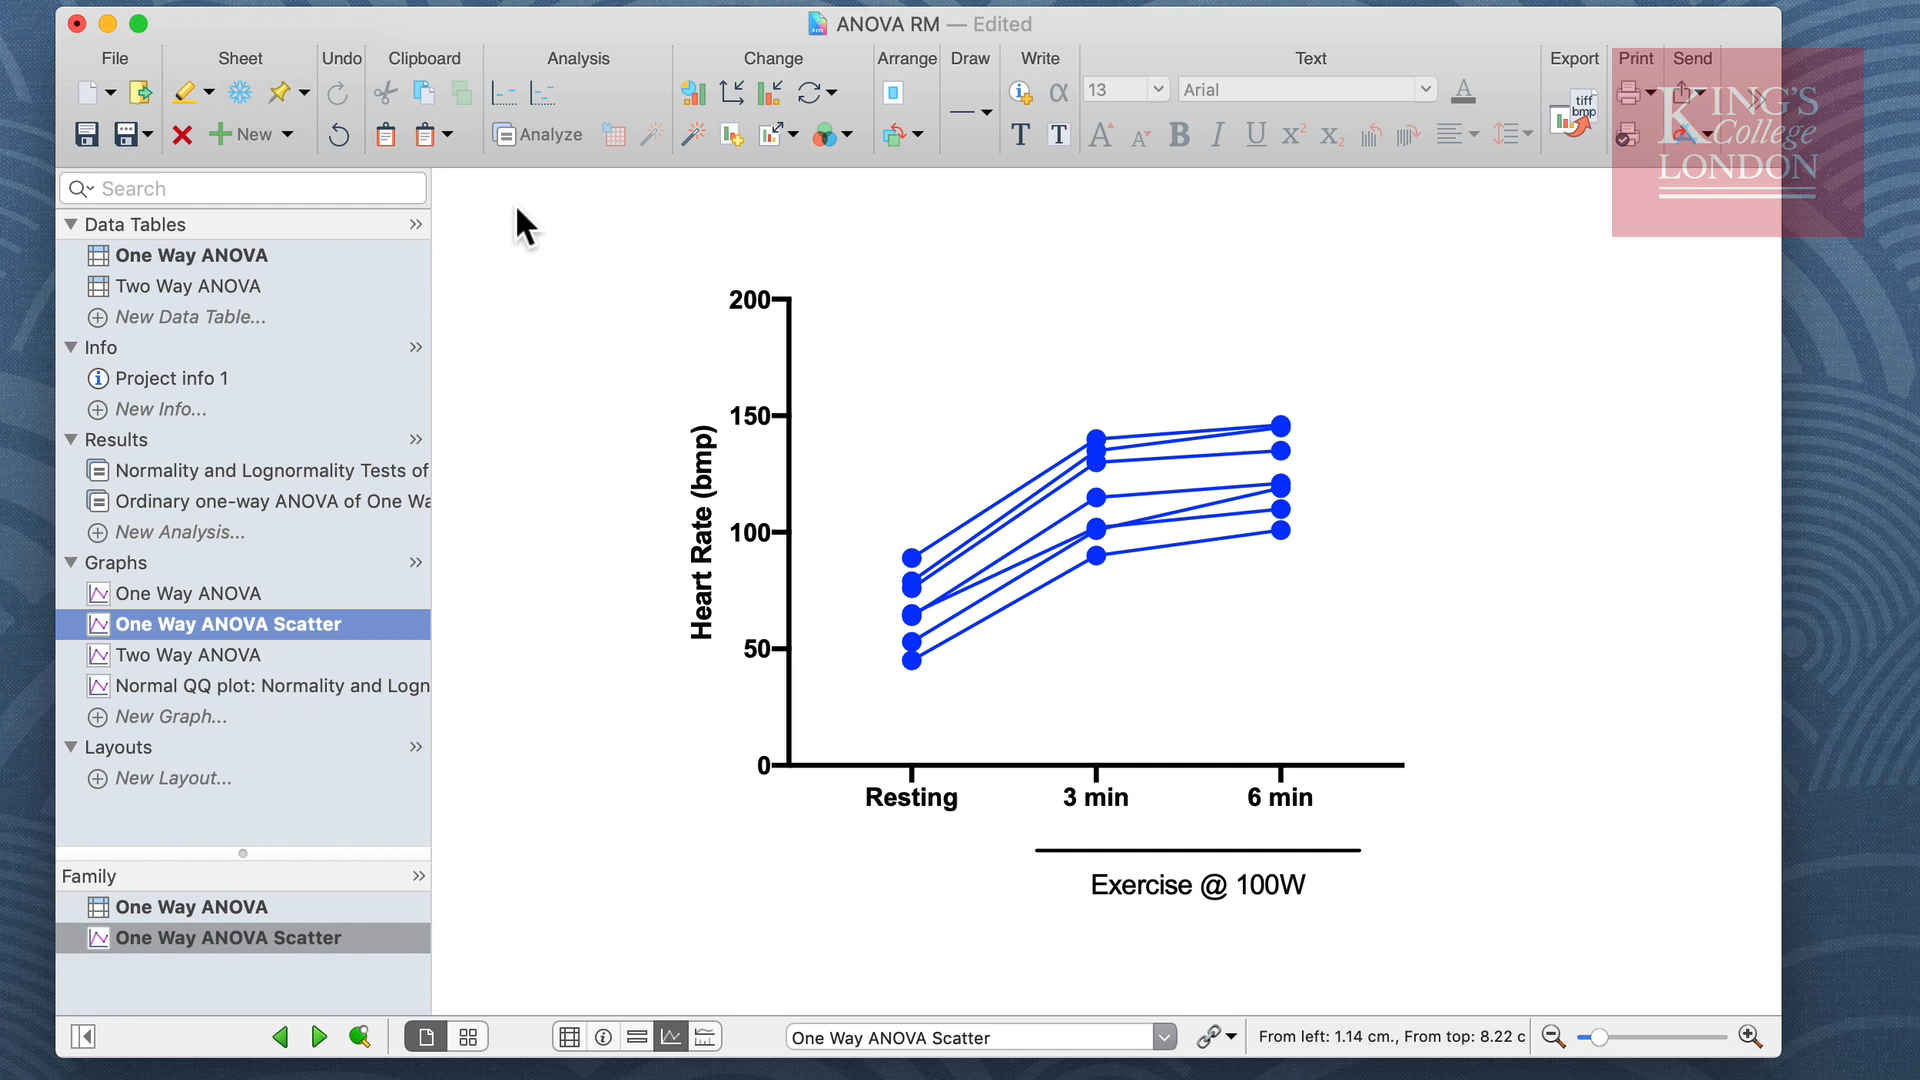 ANOVA RM — Edited
File
Sheet
Undo
Clipboard
Analysis
Change
Arrange
Draw
Write
Text
Export
Print
Send
13
Arial
tiff
bmp
New
Analyze
KING'S
College
LONDON
Search
Data Tables
One Way ANOVA
Two Way ANOVA
New Data Table...
Info
Project info 1
New Info...
Results
Normality and Lognormality Tests of
Ordinary one-way ANOVA of One Wa
New Analysis...
Graphs
One Way ANOVA
One Way ANOVA Scatter
Two Way ANOVA
Normal QQ plot: Normality and Logn
New Graph...
Layouts
New Layout...
Family
One Way ANOVA
One Way ANOVA Scatter
200
150
100
50
0
Heart Rate (bmp)
Resting
3 min
6 min
Exercise @ 100W
One Way ANOVA Scatter
From left: 1.14 cm., From top: 8.22 c